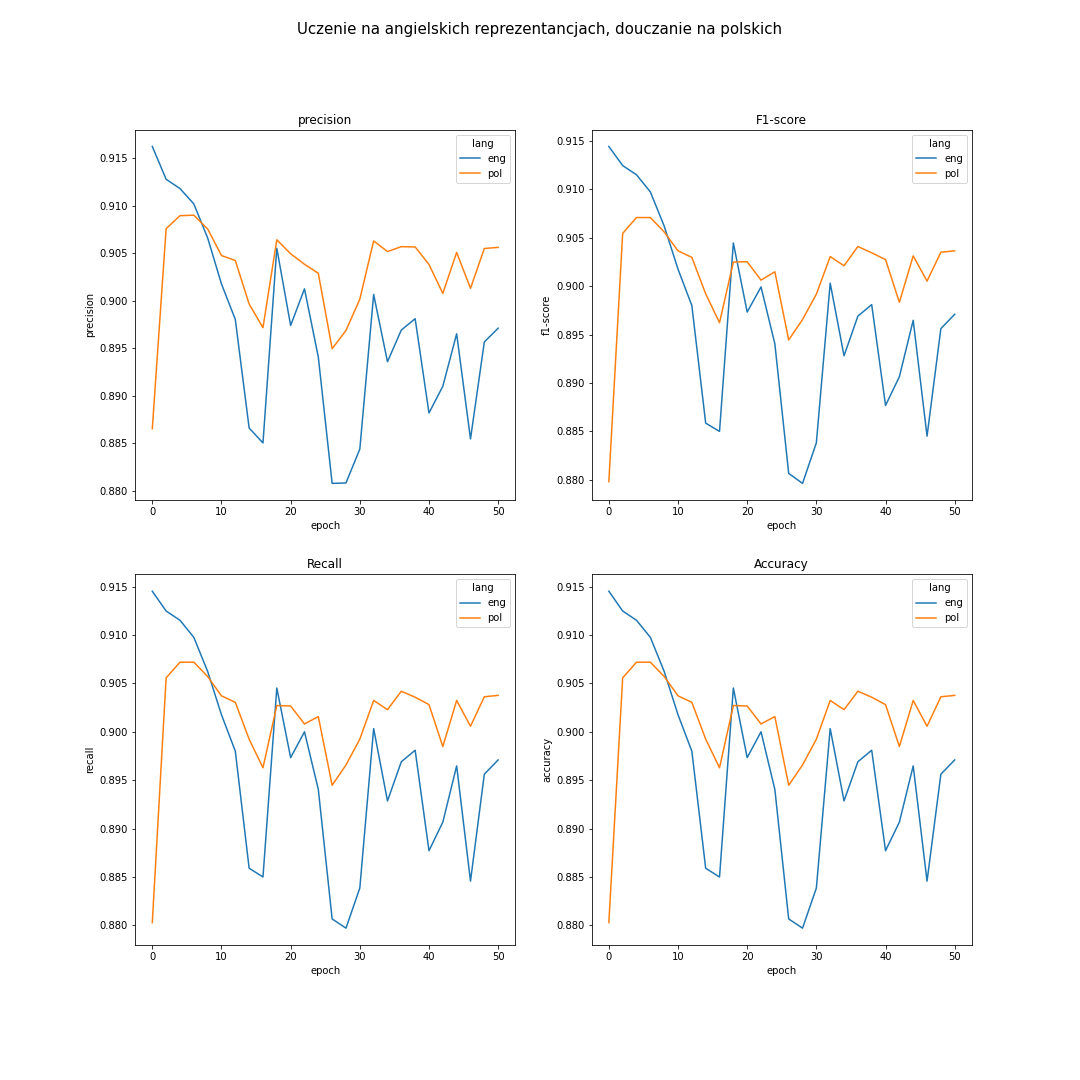 Uczenie na angielskich reprezentancjach, douczanie na polskich
precision
lang
eng
pol
0.915
0.910
0.905
0.900
0.895
0.890
0.885
0.880
precision
0 10 20 30 40 50
epoch
F1-score
lang
eng
pol
0.915
0.910
0.905
0.900
0.895
0.890
0.885
0.880
f1-score
0 10 20 30 40 50
epoch
Recall
lang
eng
pol
0.915
0.910
0.905
0.900
0.895
0.890
0.885
0.880
recall
0 10 20 30 40 50
epoch
Accuracy
lang
eng
pol
0.915
0.910
0.905
0.900
0.895
0.890
0.885
0.880
accuracy
0 10 20 30 40 50
epoch